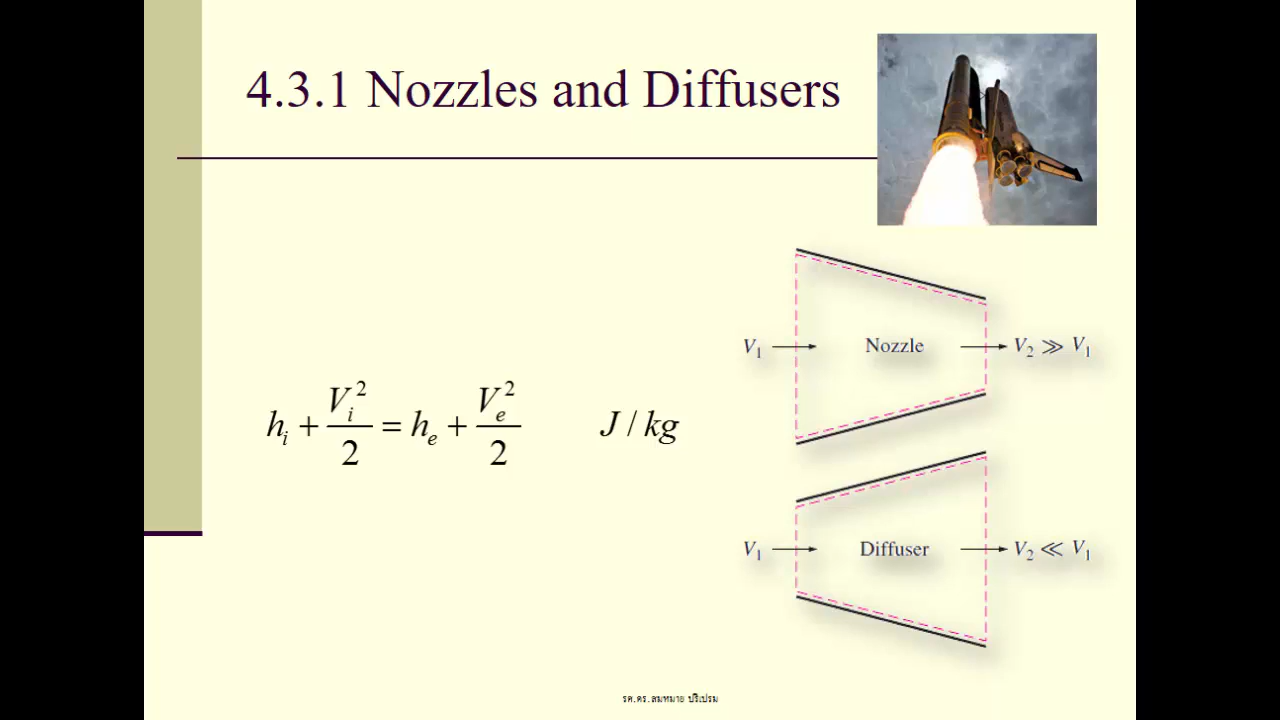 4.3.1 Nozzles and Diffusers
V₁ Nozzle V₂ ≫ V₁
hᵢ + Vᵢ²/2 = hₑ + Vₑ²/2 J / kg
V₁ Diffuser V₂ ≪ V₁
รศ.ดร.สมหมาย ปรีเปรม